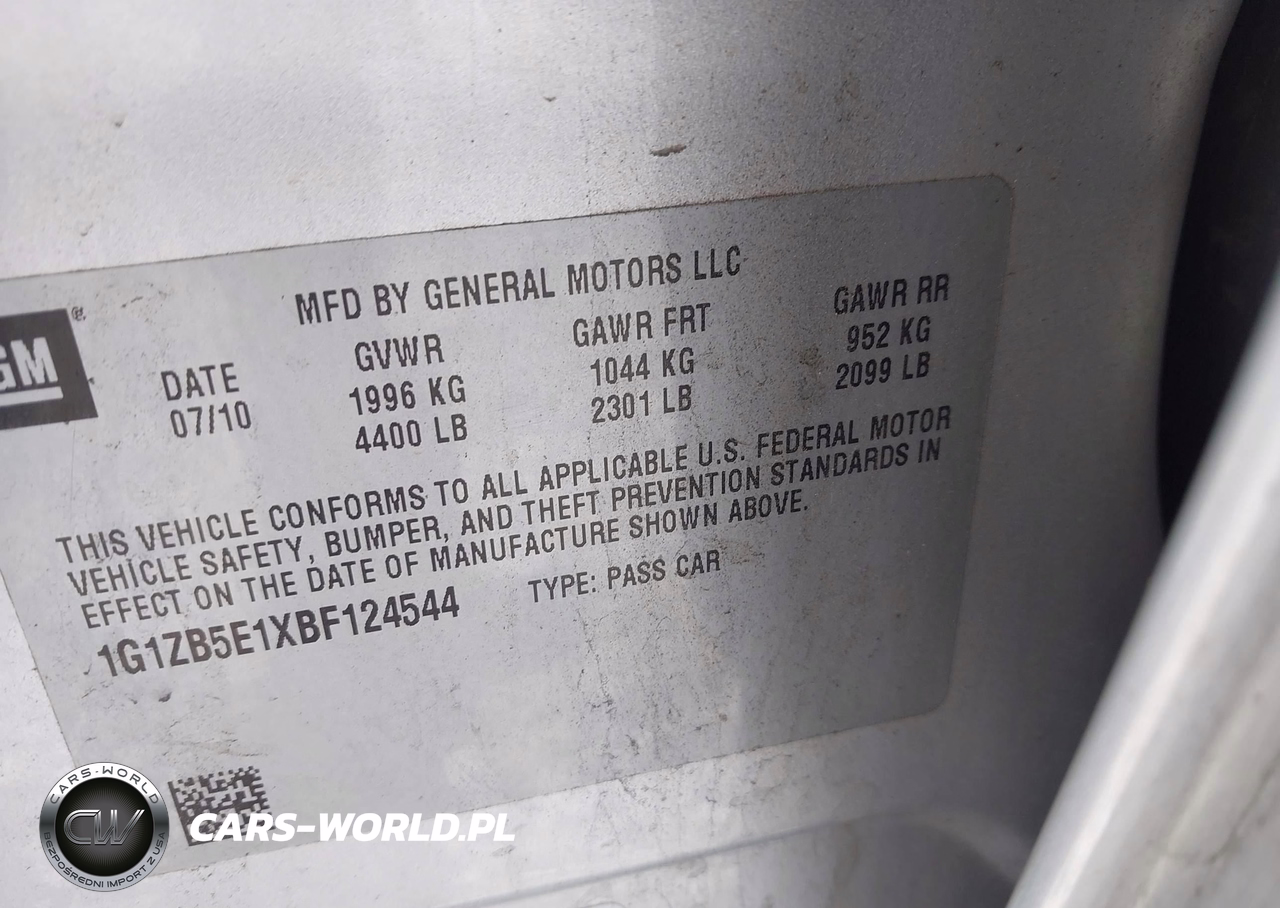 MFD BY GENERAL MOTORS LLC
GM®
DATE GVWR GAWR FRT GAWR RR
07/10 1996 KG 1044 KG 952 KG
4400 LB 2301 LB 2099 LB
THIS VEHICLE CONFORMS TO ALL APPLICABLE U.S. FEDERAL MOTOR
VEHICLE SAFETY, BUMPER, AND THEFT PREVENTION STANDARDS IN
EFFECT ON THE DATE OF MANUFACTURE SHOWN ABOVE.
1G1ZB5E1XBF124544 TYPE: PASS CAR
CARS-WORLD
CW
BEZPOŚREDNI IMPORT Z USA
CARS-WORLD.PL